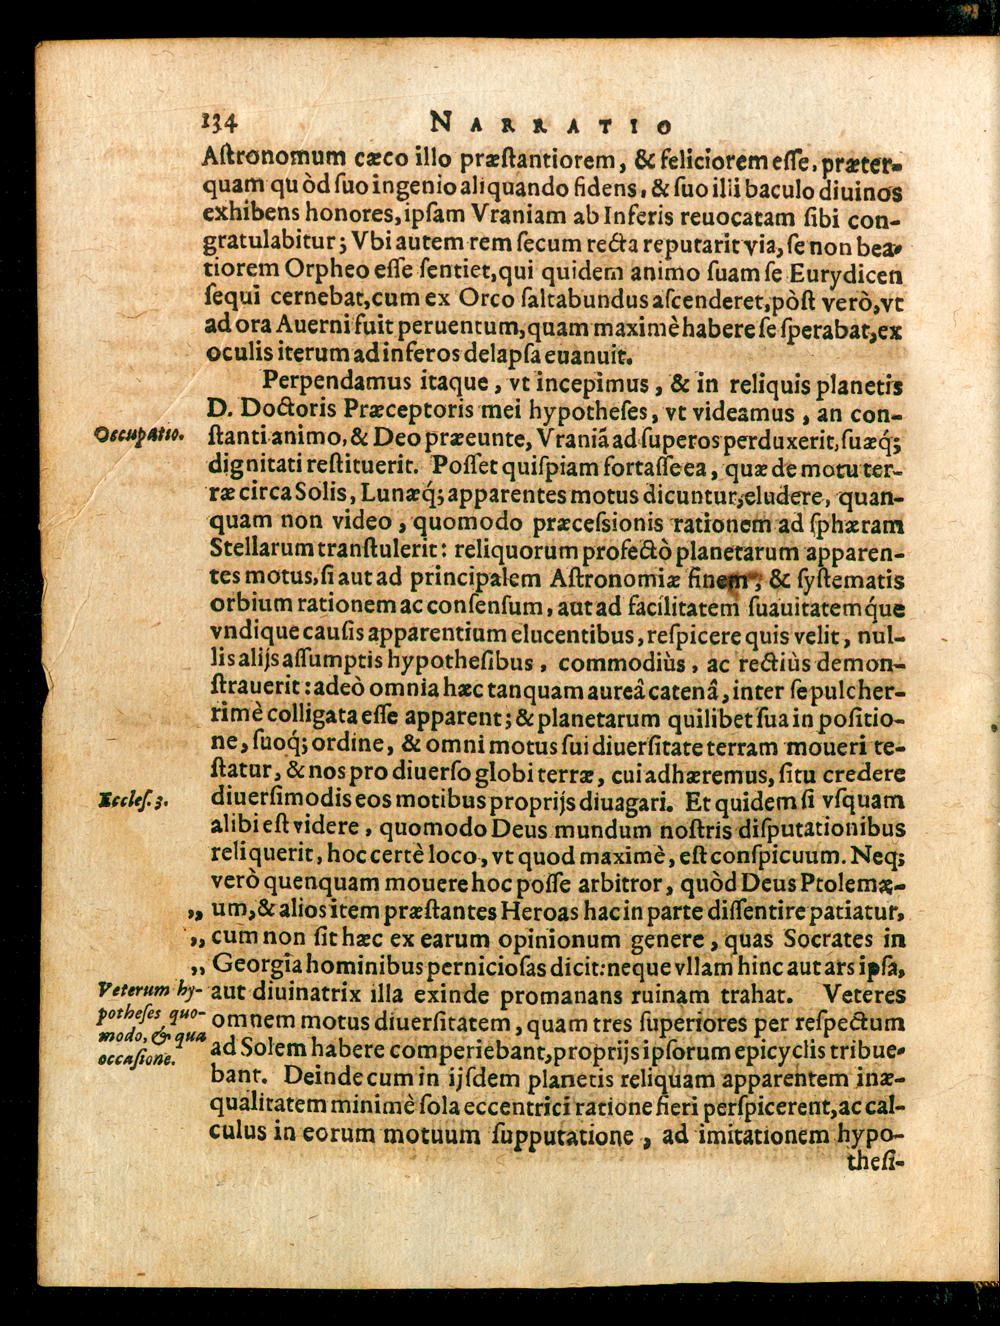 134 NARRATIO
Aſtronomum cæco illo præſtantiorem, & feliciorem eſſe, præter-
quam quòd ſuo ingenio aliquando fidens, & ſuo illi baculo diuinos
exhibens honores, ipſam Vraniam ab Inferis reuocatam ſibi con-
gratulabitur; Vbi autem rem ſecum recta reputarit via, ſe non bea-
tiorem Orpheo eſſe ſentiet, qui quidem animo ſuam ſe Eurydicen
ſequi cernebat, cum ex Orco ſaltabundus aſcenderet, pòſt verò, vt
ad ora Auerni fuit peruentum, quam maximè habere ſe ſperabat, ex
oculis iterum ad inferos delapſa euanuit.
Perpendamus itaque, vt incepimus, & in reliquis planetis
D. Doctoris Præceptoris mei hypotheſes, vt videamus, an con-
Occupatio.
ſtanti animo, & Deo præeunte, Vraniã ad ſuperos perduxerit, ſuæq́;
dignitati reſtituerit. Poſſet quiſpiam fortaſſe ea, quæ de motu ter-
ræ circa Solis, Lunæq́; apparentes motus dicuntur, eludere, quan-
quam non video, quomodo præceſsionis rationem ad ſphæram
Stellarum tranſtulerit: reliquorum profectò planetarum apparen-
tes motus, ſi aut ad principalem Aſtronomiæ finem, & ſyſtematis
orbium rationem ac conſenſum, aut ad facilitatem ſuauitatemq́ue
vndique cauſis apparentium elucentibus, reſpicere quis velit, nul-
lis alijs aſſumptis hypotheſibus, commodiùs, ac rectiùs demon-
ſtrauerit: adeò omnia hæc tanquam aureâ catenâ, inter ſe pulcher-
rimè colligata eſſe apparent; & planetarum quilibet ſua in poſitio-
ne, ſuoq́; ordine, & omni motus ſui diuerſitate terram moueri te-
ſtatur, & nos pro diuerſo globi terræ, cui adhæremus, ſitu credere
Eccleſ. 3.
diuerſimodis eos motibus proprijs diuagari. Et quidem ſi vſquam
alibi eſt videre, quomodo Deus mundum noſtris diſputationibus
reliquerit, hoc certè loco, vt quod maximè, eſt conſpicuum. Neq;
verò quenquam mouere hoc poſſe arbitror, quòd Deus Ptolemæ-
,, um, & alios item præſtantes Heroas hac in parte diſſentire patiatur,
,, cum non ſit hæc ex earum opinionum genere, quas Socrates in
,, Georgia hominibus pernicioſas dicit: neque vllam hinc aut ars ipſa,
Veterum hy-
potheſes quo-
modo, & qua
occaſione.
aut diuinatrix illa exinde promanans ruinam trahat. Veteres
omnem motus diuerſitatem, quam tres ſuperiores per reſpectum
ad Solem habere comperiebant, proprijs ipſorum epicyclis tribue-
bant. Deinde cum in ijſdem planetis reliquam apparentem inæ-
qualitatem minimè ſola eccentrici ratione fieri perſpicerent, ac cal-
culus in eorum motuum ſupputatione, ad imitationem hypo-
theſi-